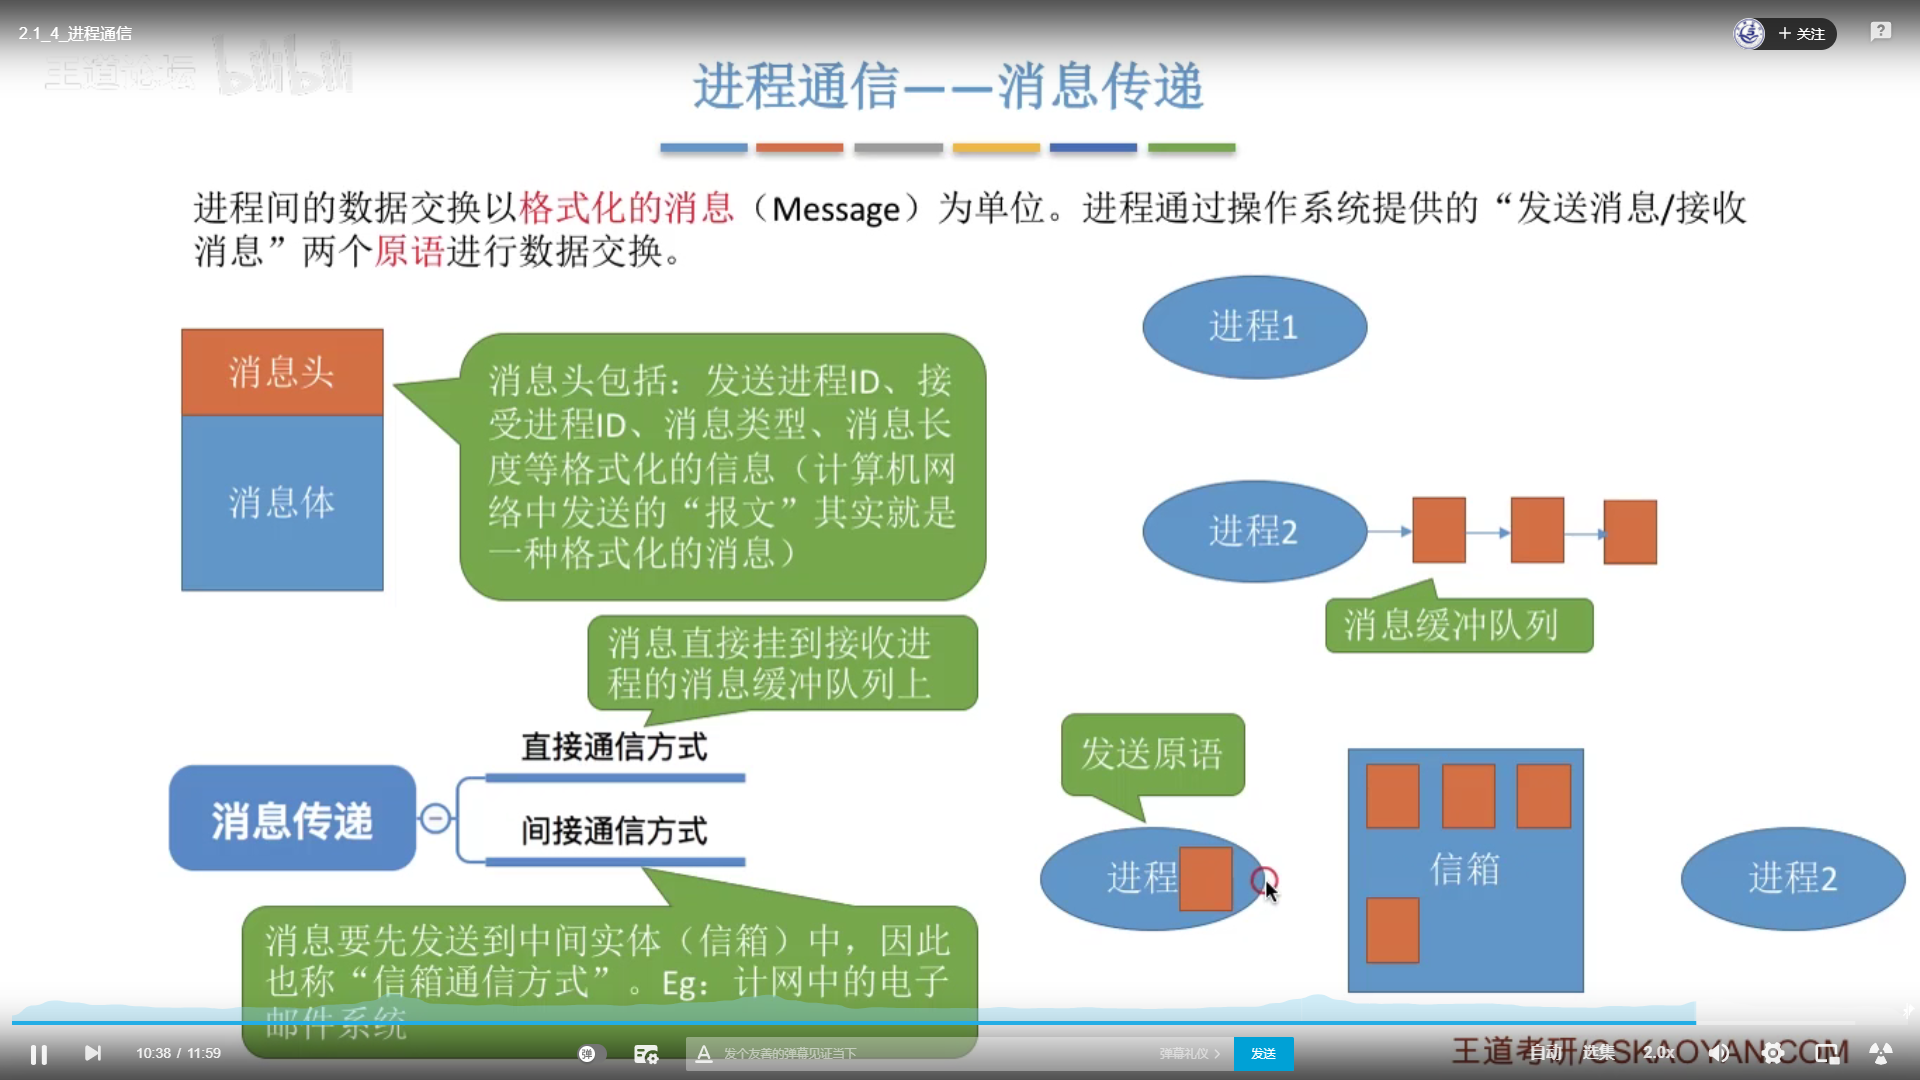 2.1_4_进程通信
关注
王道论坛 bilibili
进程通信——消息传递
进程间的数据交换以格式化的消息（Message）为单位。进程通过操作系统提供的“发送消息/接收
消息”两个原语进行数据交换。
消息头
消息体
消息头包括：发送进程ID、接
受进程ID、消息类型、消息长
度等格式化的信息（计算机网
络中发送的“报文”其实就是
一种格式化的消息）
进程1
进程2
消息缓冲队列
消息直接挂到接收进
程的消息缓冲队列上
直接通信方式
消息传递
间接通信方式
消息要先发送到中间实体（信箱）中，因此
也称“信箱通信方式”。Eg：计网中的电子
邮件系统
发送原语
进程
信箱
进程2
10:38 / 11:59
弹
发个友善的弹幕见证当下
弹幕礼仪
发送
王道考研/CSKAOYAN.COM
自动
选集
2.0x